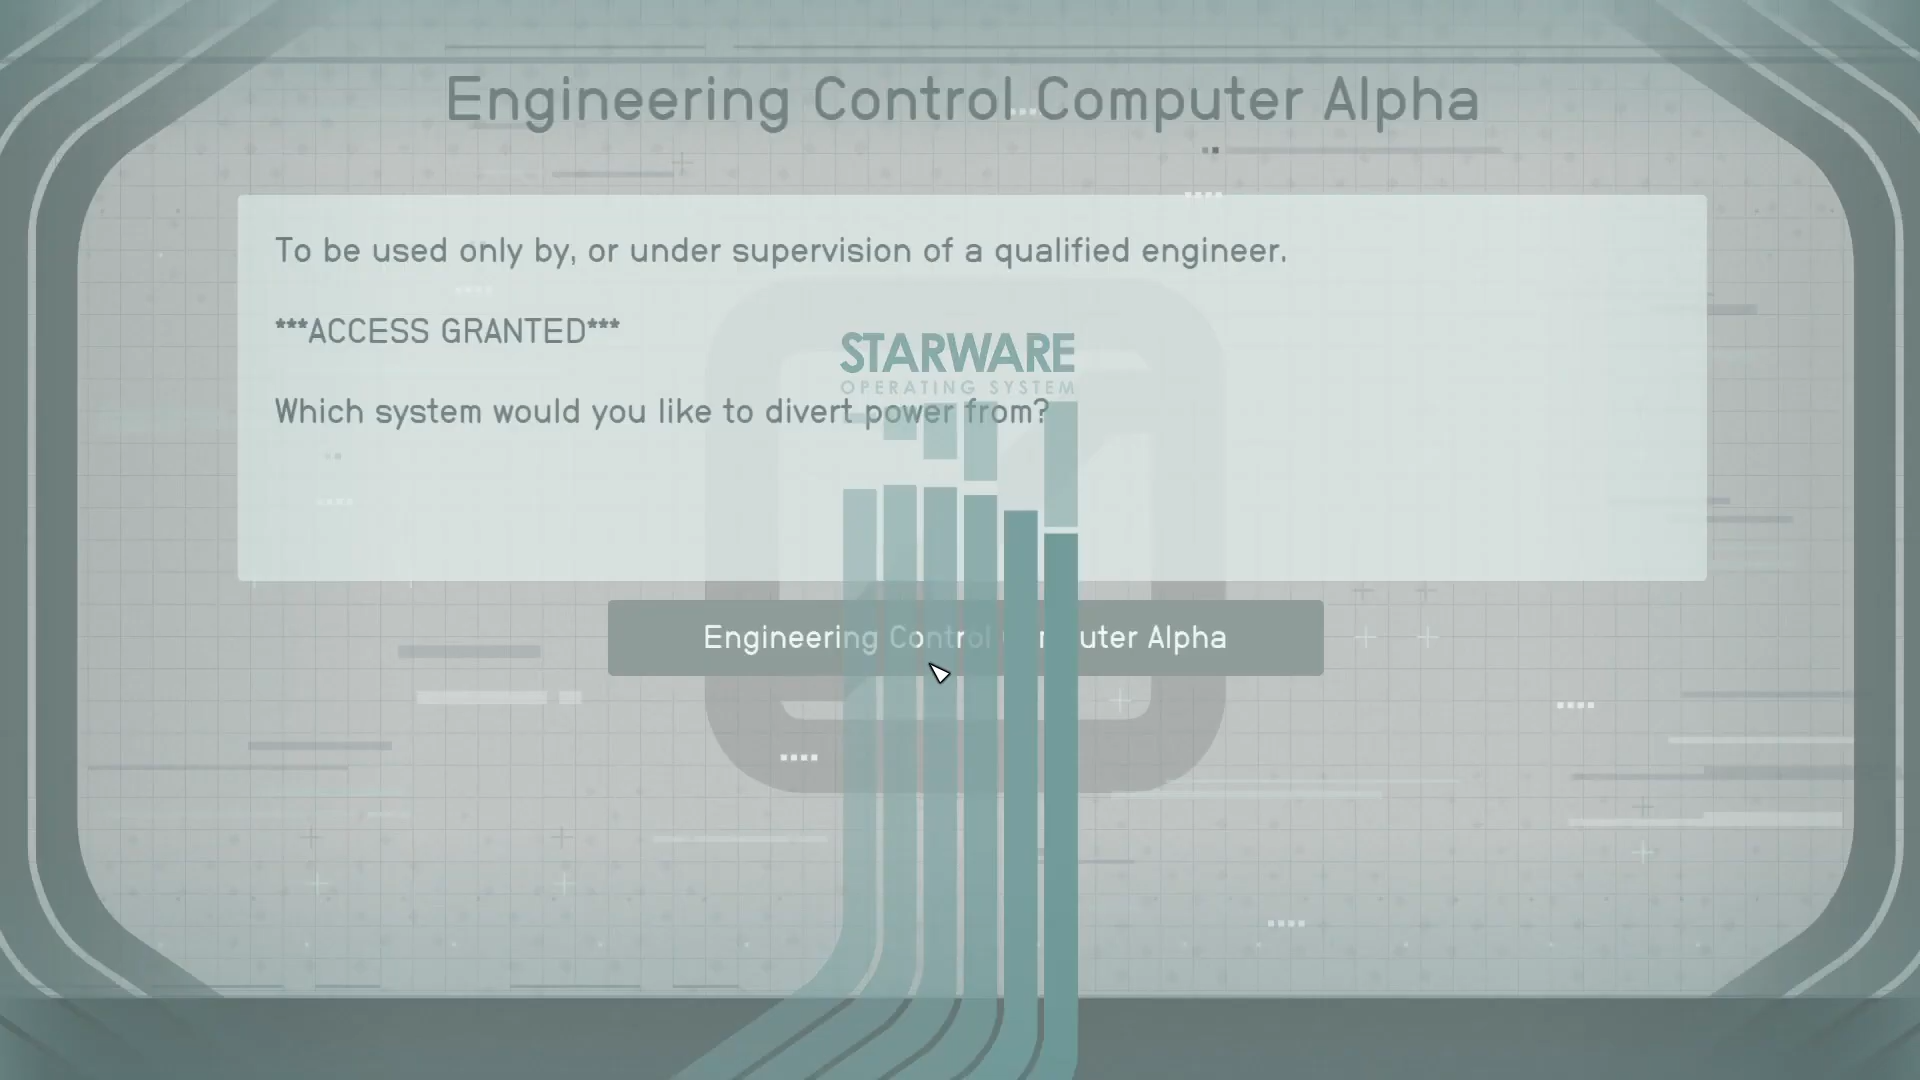 Engineering Control Computer Alpha
To be used only by, or under supervision of a qualified engineer.
***ACCESS GRANTED***
STARWARE
OPERATING SYSTEM
Which system would you like to divert power from?
Engineering Control Computer Alpha